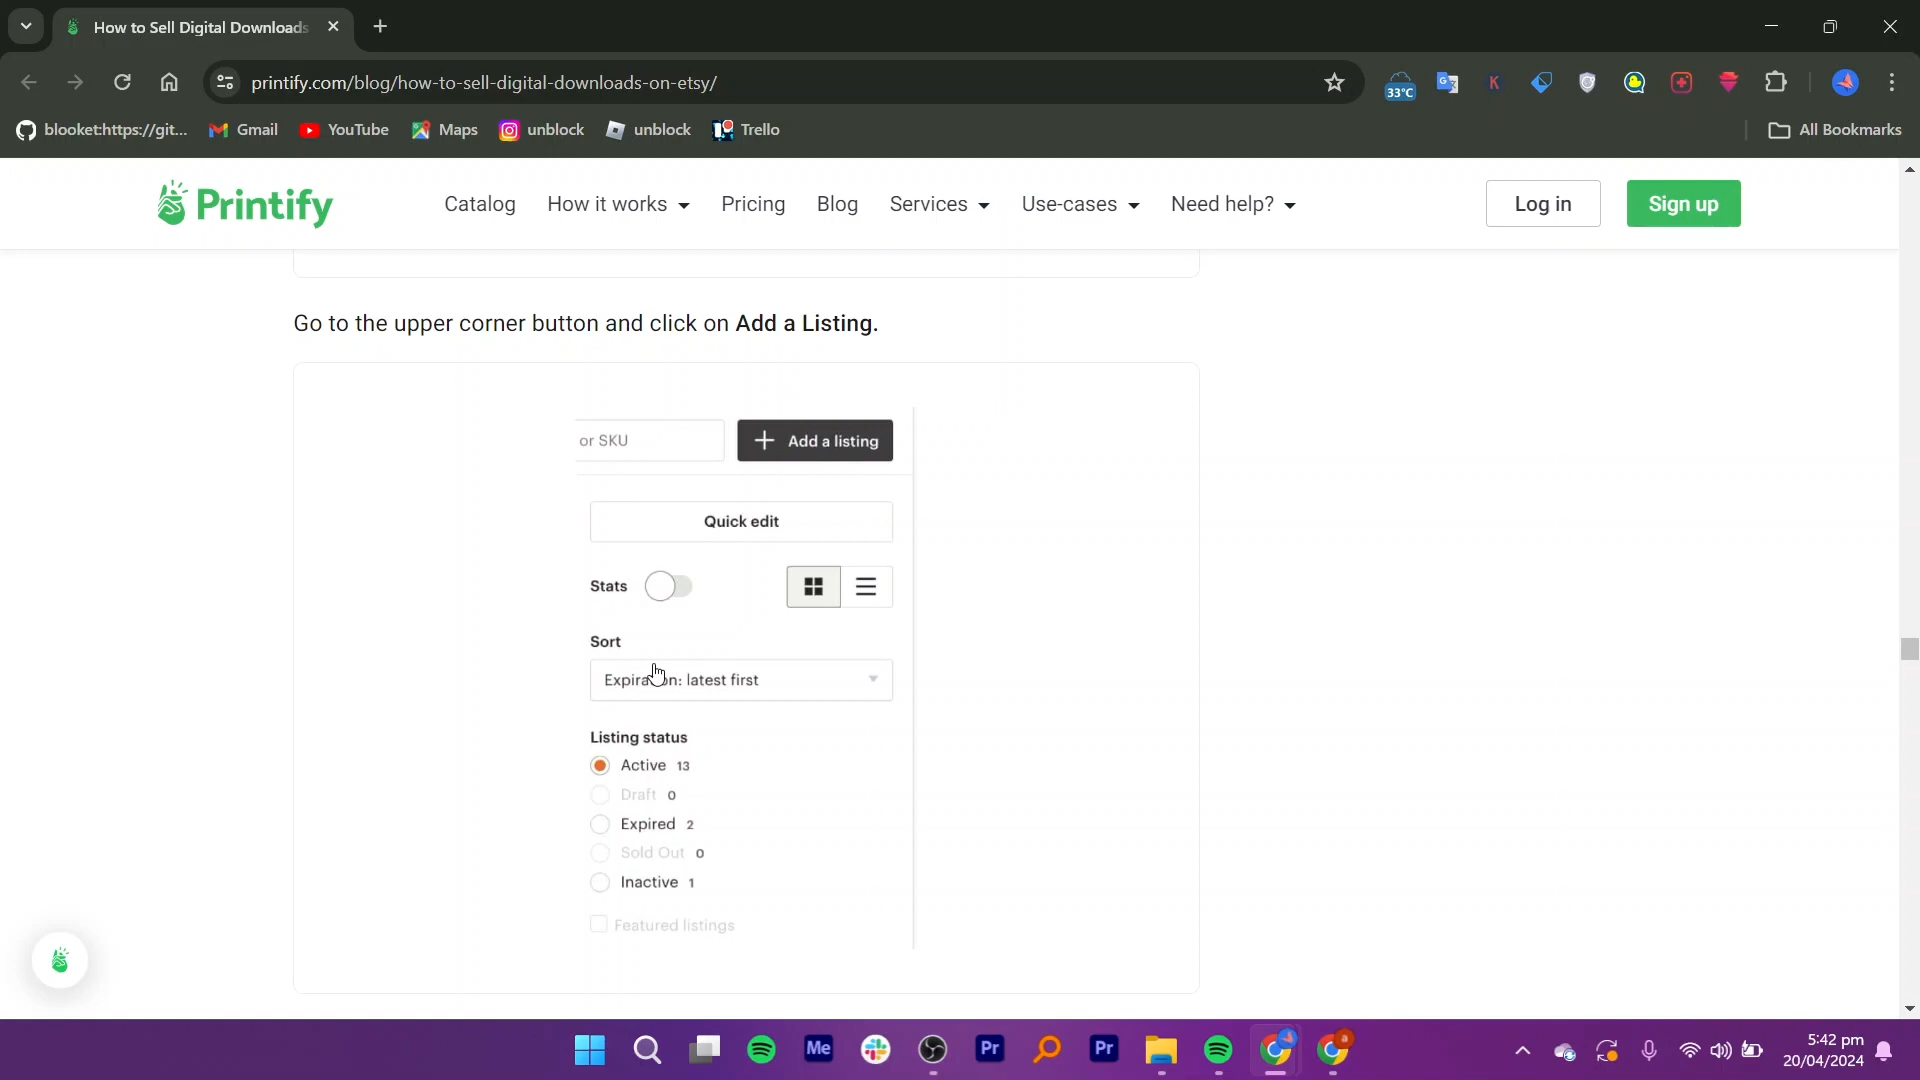 How to Sell Digital Downloads
printify.com/blog/how-to-sell-digital-downloads-on-etsy/
33°C
K
blooket:https://git...
Gmail
YouTube
Maps
unblock
unblock
Trello
All Bookmarks
Printify
Catalog
How it works
Pricing
Blog
Services
Use-cases
Need help?
Log in
Sign up
Go to the upper corner button and click on Add a Listing.
or SKU
+ Add a listing
Quick edit
Stats
Sort
Expiration: latest first
Listing status
Active 13
Draft 0
Expired 2
Sold Out 0
Inactive 1
Featured listings
Me
Pr
Pr
5:42 pm
20/04/2024